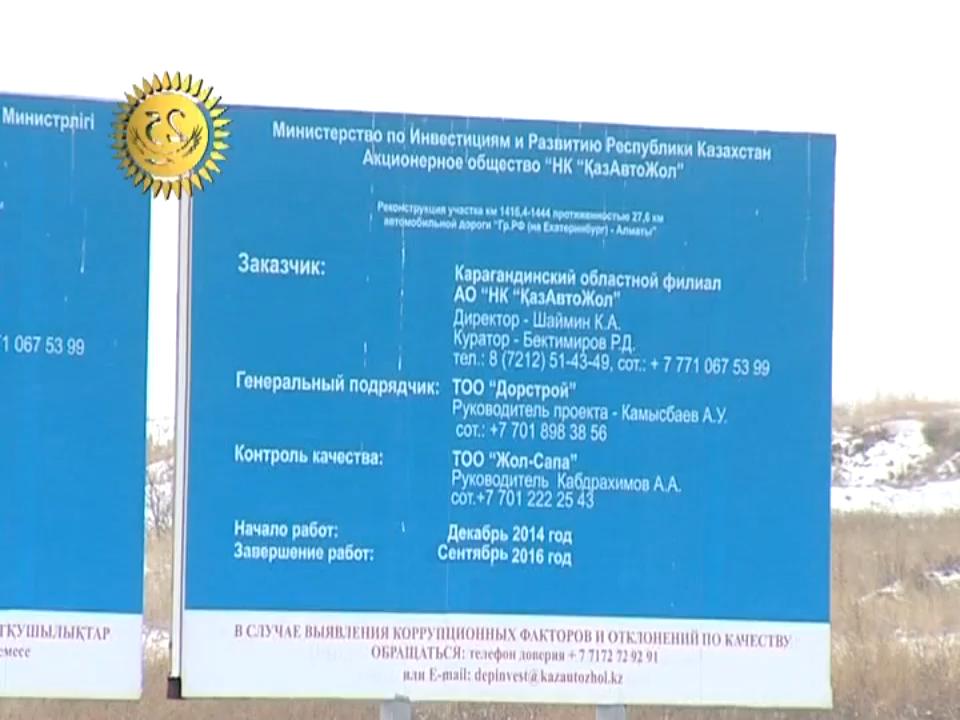 Министрлігі
1 067 53 99
ТҚУШЫЛЫҚТАР
емесе
Министерство по Инвестициям и Развитию Республики Казахстан
Акционерное общество "НК "ҚазАвтоЖол"
Реконструкция участка км 1416,4-1444 протяженностью 27,6 км
автомобильной дороги "Гр.РФ (на Екатеринбург) - Алматы"
Заказчик:
Карагандинский областной филиал
АО "НК "ҚазАвтоЖол"
Директор - Шаймин К.А.
Куратор - Бектимиров Р.Д.
тел.: 8 (7212) 51-43-49, сот.: + 7 771 067 53 99
Генеральный подрядчик: ТОО "Дорстрой"
Руководитель проекта - Камысбаев А.У.
сот.: +7 701 898 38 56
Контроль качества: ТОО "Жол-Сапа"
Руководитель Кабдрахимов А.А.
сот.+7 701 222 25 43
Начало работ: Декабрь 2014 год
Завершение работ: Сентябрь 2016 год
В СЛУЧАЕ ВЫЯВЛЕНИЯ КОРРУПЦИОННЫХ ФАКТОРОВ И ОТКЛОНЕНИЙ ПО КАЧЕСТВУ
ОБРАЩАТЬСЯ: телефон доверия + 7 7172 72 92 91
или E-mail: depinvest@kazautozhol.kz